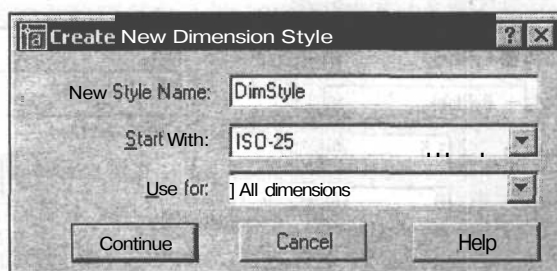 Create New Dimension Style ? X
New Style Name: DimStyle
Start With: ISO-25
Use for: ] All dimensions
Continue Cancel Help